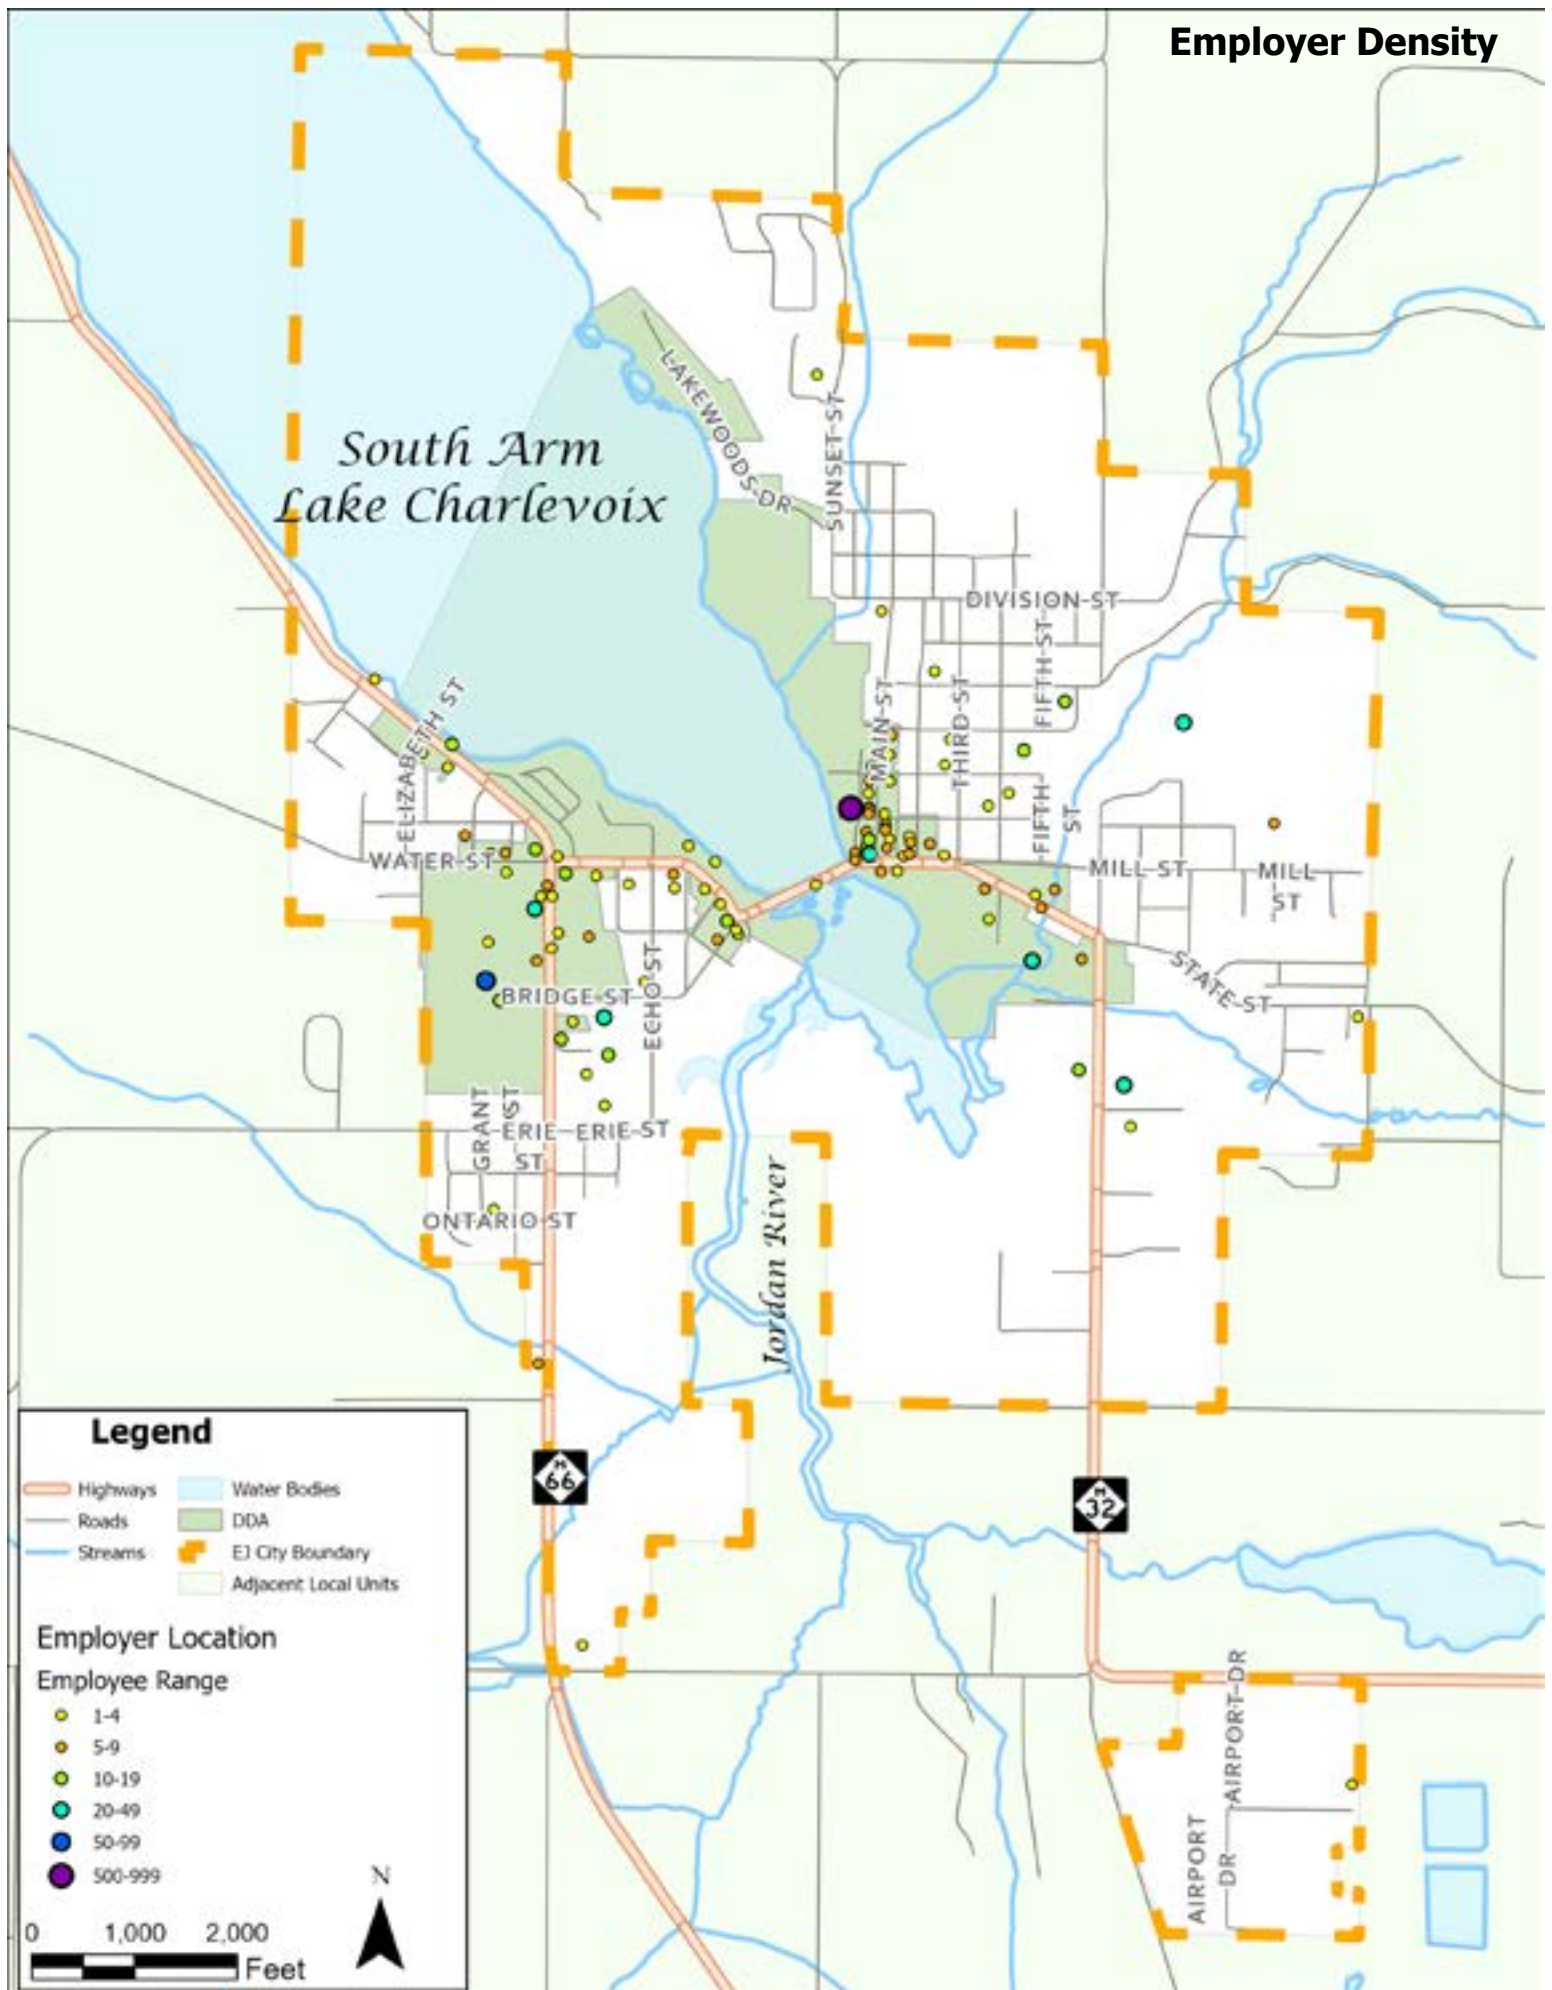 Employer Density
South Arm
Lake Charlevoix
LAKEWOODS DR
SUNSET ST
DIVISION ST
FIFTH ST
MAIN ST
THIRD ST
ELIZABETH ST
FIFTH
ST
WATER ST
MILL ST
MILL
ST
STATE ST
BRIDGE ST
ECHO ST
GRANT
ST
ERIE
ST
ERIE ST
ONTARIO ST
Jordan River
M
66
M
32
AIRPORT DR
AIRPORT
DR
Legend
Highways
Water Bodies
Roads
DDA
Streams
EJ City Boundary
Adjacent Local Units
Employer Location
Employee Range
1-4
5-9
10-19
20-49
50-99
500-999
N
0 1,000 2,000
Feet